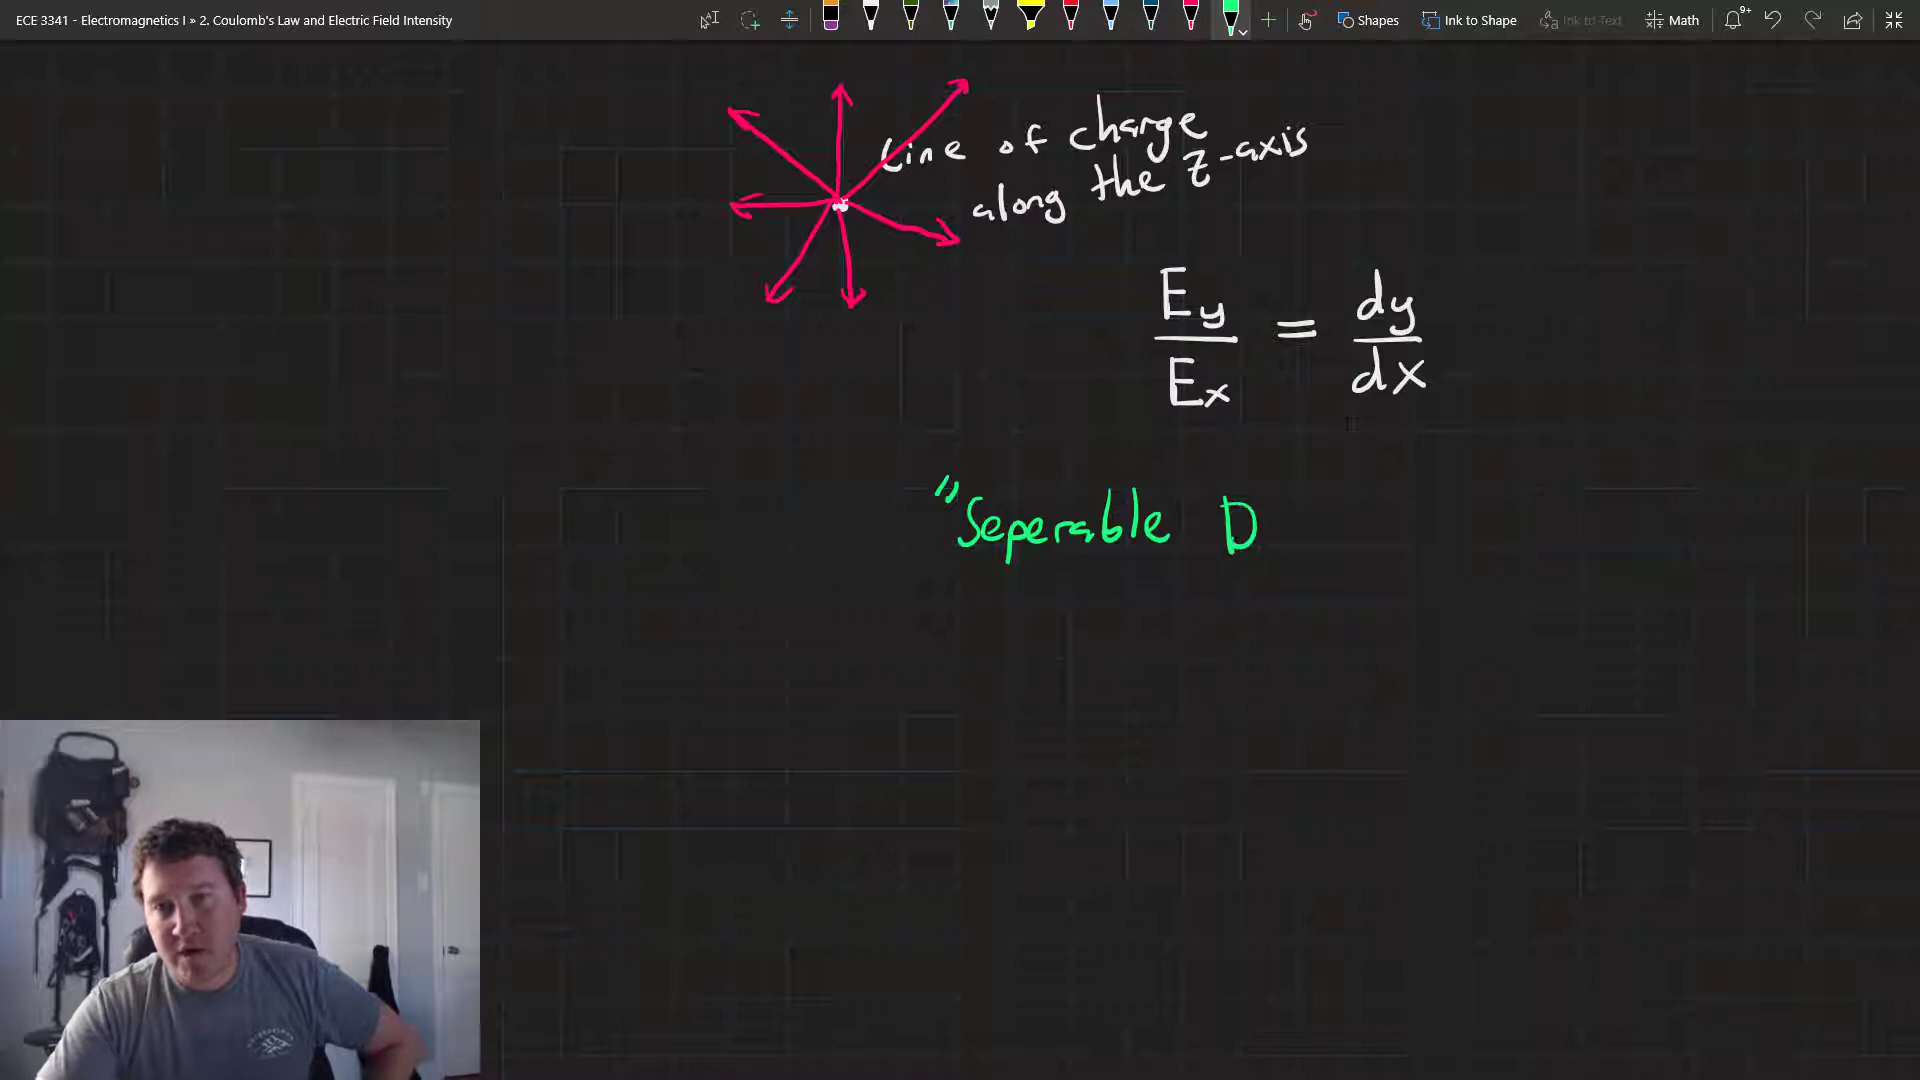 ECE 3341 - Electromagnetics I » 2. Coulomb's Law and Electric Field Intensity
Shapes
Ink to Shape
Ink to Text
Math
9+
Line of charge
along the z-axis
Ey
Ex
=
dy
dx
"Seperable D